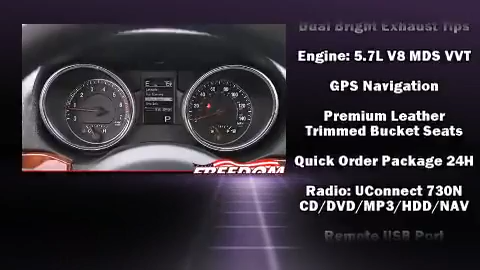 Dual Bright Exhaust Tips
Engine: 5.7L V8 MDS VVT
GPS Navigation
Premium Leather
Trimmed Bucket Seats
Quick Order Package 24H
Radio: UConnect 730N
CD/DVD/MP3/HDD/NAV
Remote USB Port
P
FREEDOM